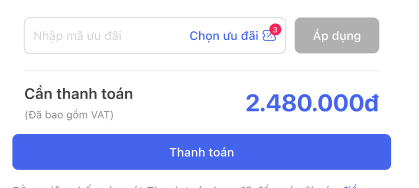 Nhập mã ưu đãi Chọn ưu đãi 3 Áp dụng
Cần thanh toán
2.480.000đ
(Đã bao gồm VAT)
Thanh toán